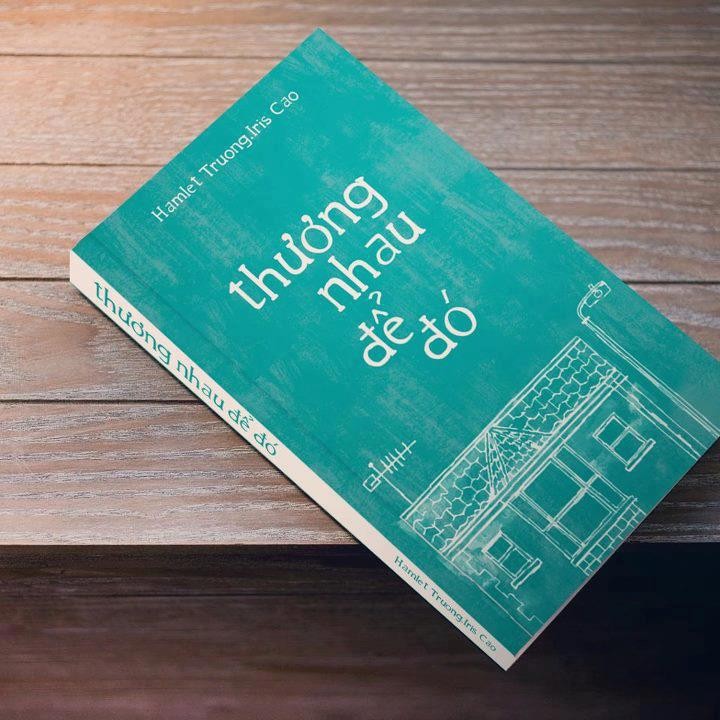 Hamlet Truong.Iris Cao
thương
nhau
để
đó
thương nhau để đó
Hamlet Truong.Iris Cao